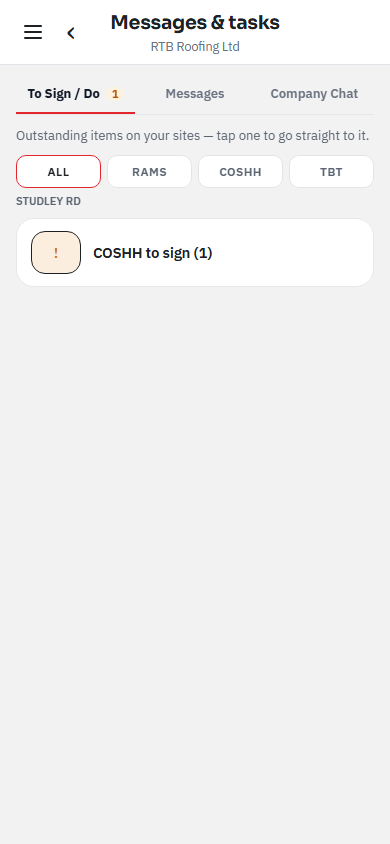 Messages & tasks
RTB Roofing Ltd
To Sign / Do 1
Messages
Company Chat
Outstanding items on your sites — tap one to go straight to it.
ALL
RAMS
COSHH
TBT
STUDLEY RD
!
COSHH to sign (1)